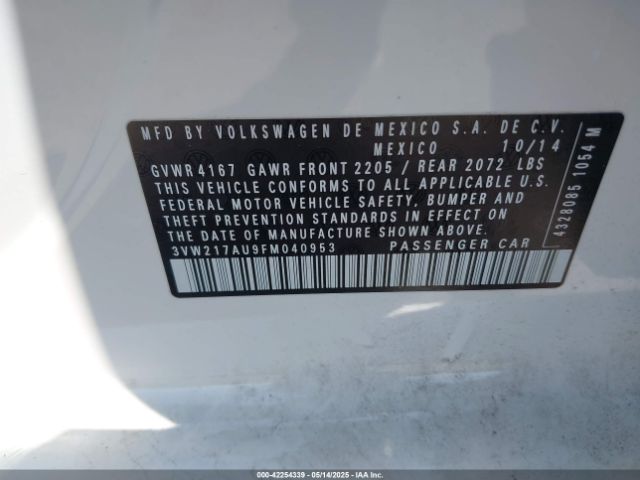 MFD BY VOLKSWAGEN DE MEXICO S.A. DE C.V.
MEXICO 10/14
GVWR 4167 GAWR FRONT 2205 / REAR 2072 LBS
THIS VEHICLE CONFORMS TO ALL APPLICABLE U.S.
FEDERAL MOTOR VEHICLE SAFETY, BUMPER AND
THEFT PREVENTION STANDARDS IN EFFECT ON
THE DATE OF MANUFACTURE SHOWN ABOVE.
3VW217AU9FM040953 PASSENGER CAR
4328085 1054 M
000-42254339 - 05/14/2025 - IAA Inc.